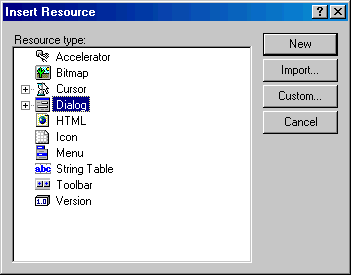 Insert Resource
Resource type:
Accelerator
Bitmap
Cursor
Dialog
HTML
Icon
Menu
abc String Table
Toolbar
1.0 Version
New
Import...
Custom...
Cancel